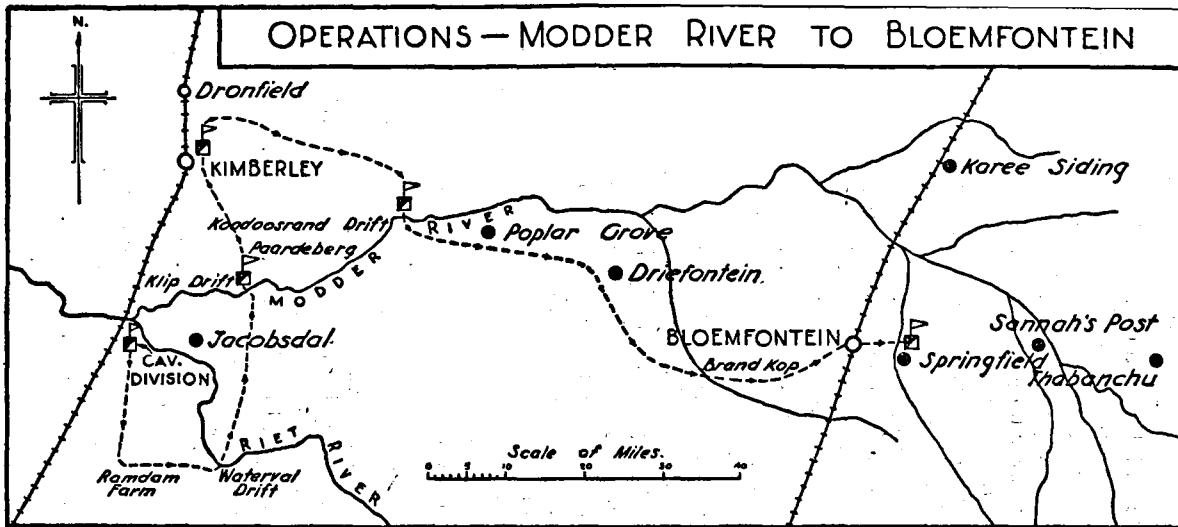 OPERATIONS — MODDER RIVER TO BLOEMFONTEIN
N.
Dronfield
KIMBERLEY
Karee Siding
Koodoosrand Drift
RIVER
Poplar Grove
Paardeberg
Klip Drift
MODDER
Driefontein.
Jacobsdal.
CAV.
DIVISION
BLOEMFONTEIN
Brand Kop
Sannah's Post
Springfield
Thabanchu
RIET RIVER
Ramdam
Farm
Waterval
Drift
Scale of Miles.
0 10 20 40